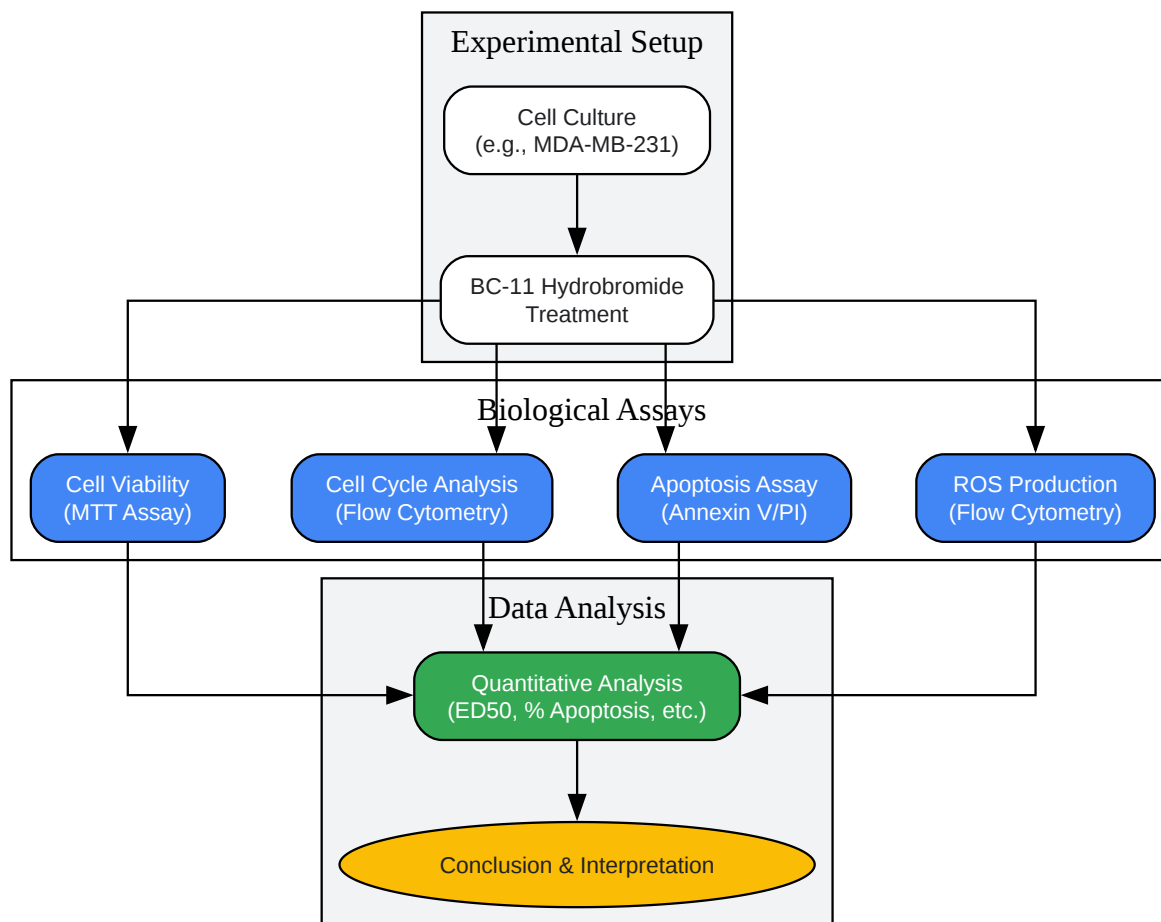 Experimental Setup
Cell Culture
(e.g., MDA-MB-231)
BC-11 Hydrobromide
Treatment
Biological Assays
Cell Viability
(MTT Assay)
Cell Cycle Analysis
(Flow Cytometry)
Apoptosis Assay
(Annexin V/PI)
ROS Production
(Flow Cytometry)
Data Analysis
Quantitative Analysis
(ED50, % Apoptosis, etc.)
Conclusion & Interpretation